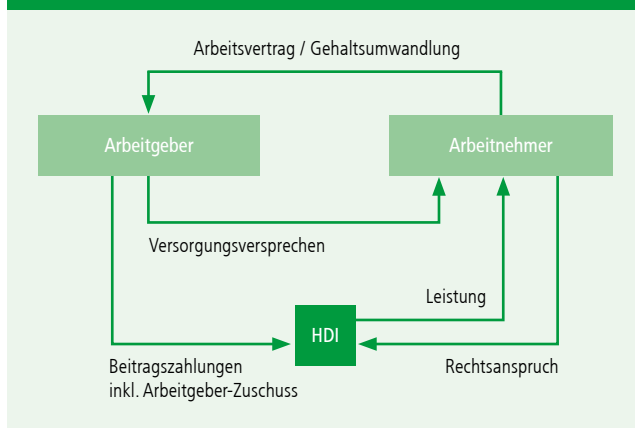 Arbeitsvertrag / Gehaltsumwandlung
Arbeitgeber
Arbeitnehmer
Versorgungsversprechen
Leistung
HDI
Beitragszahlungen
inkl. Arbeitgeber-Zuschuss
Rechtsanspruch